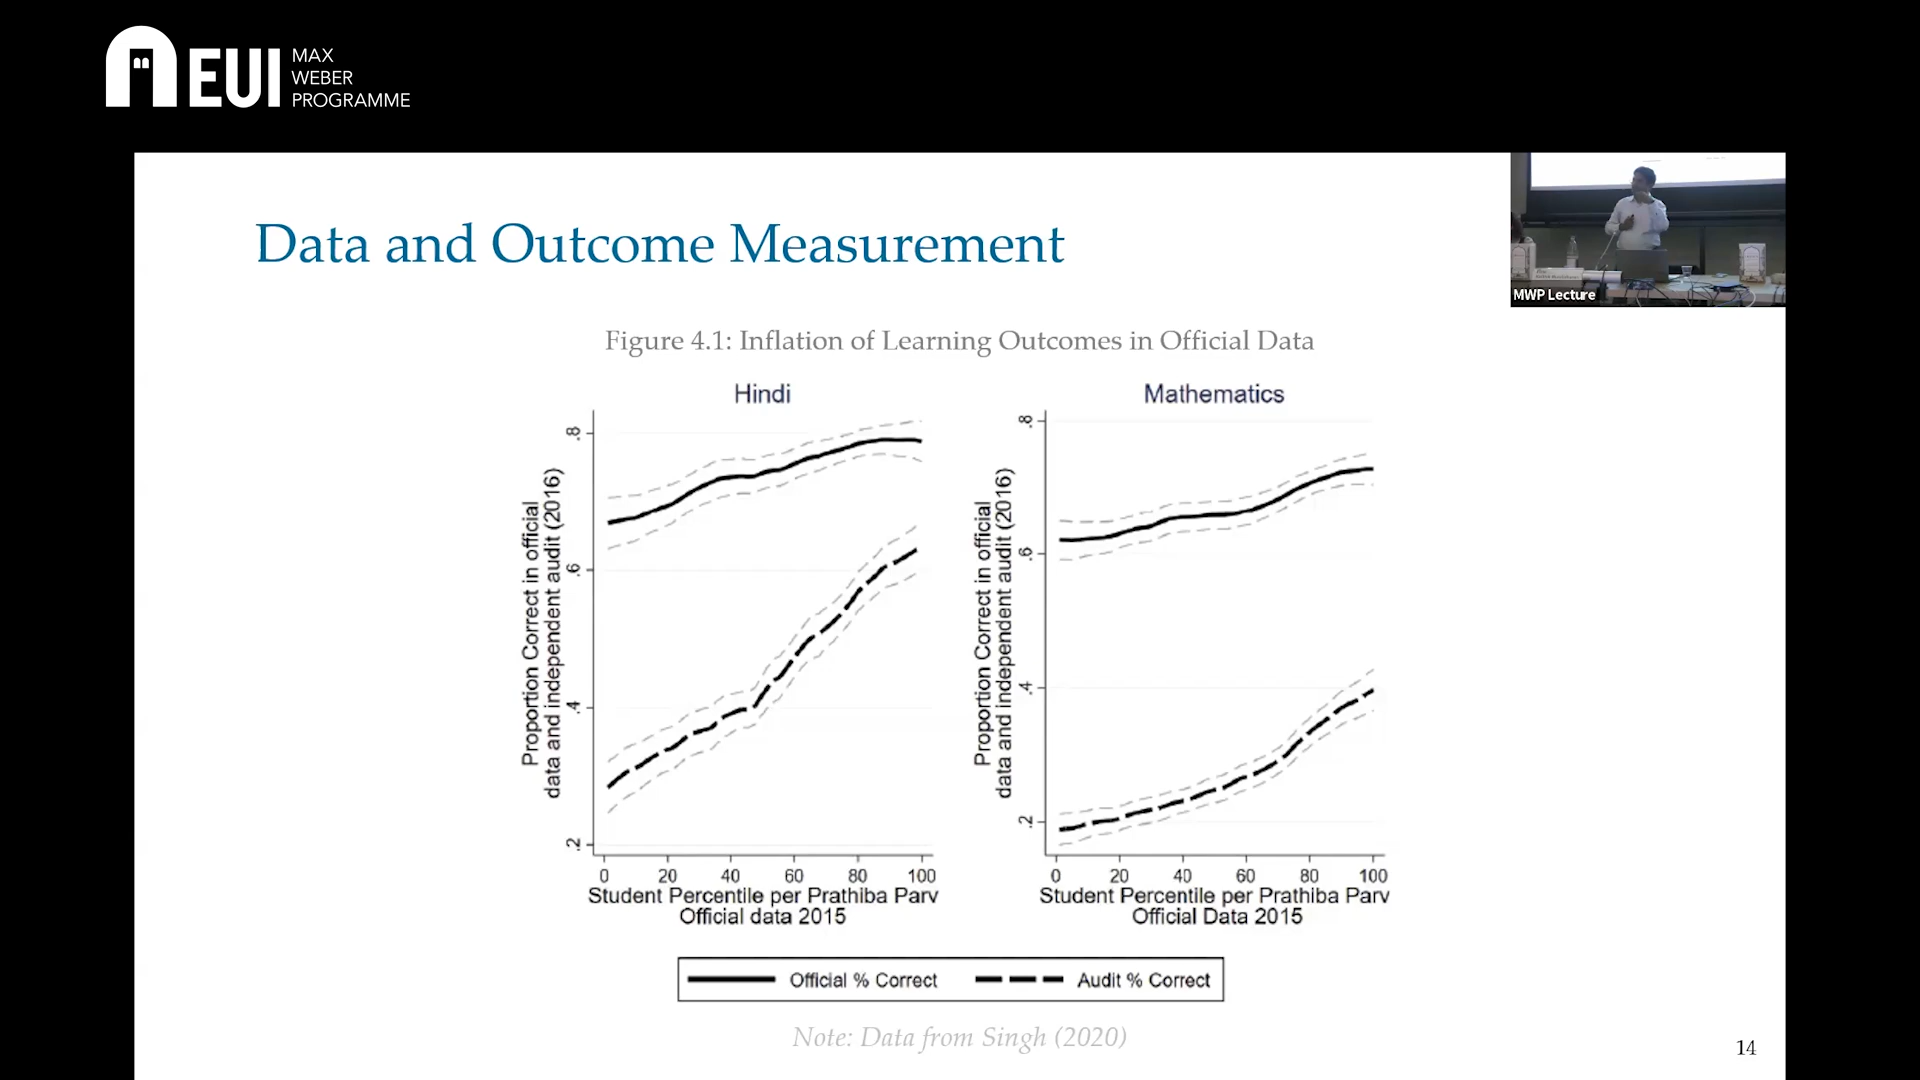 EUI
MAX
WEBER
PROGRAMME
Data and Outcome Measurement
MWP Lecture
Figure 4.1: Inflation of Learning Outcomes in Official Data
Hindi
Proportion Correct in official
data and independent audit (2016)
.8
.6
.4
.2
0 20 40 60 80 100
Student Percentile per Prathiba Parv
Official data 2015
Mathematics
Proportion Correct in official
data and independent audit (2016)
.8
.6
.4
.2
0 20 40 60 80 100
Student Percentile per Prathiba Parv
Official Data 2015
Official % Correct Audit % Correct
Note: Data from Singh (2020)
14